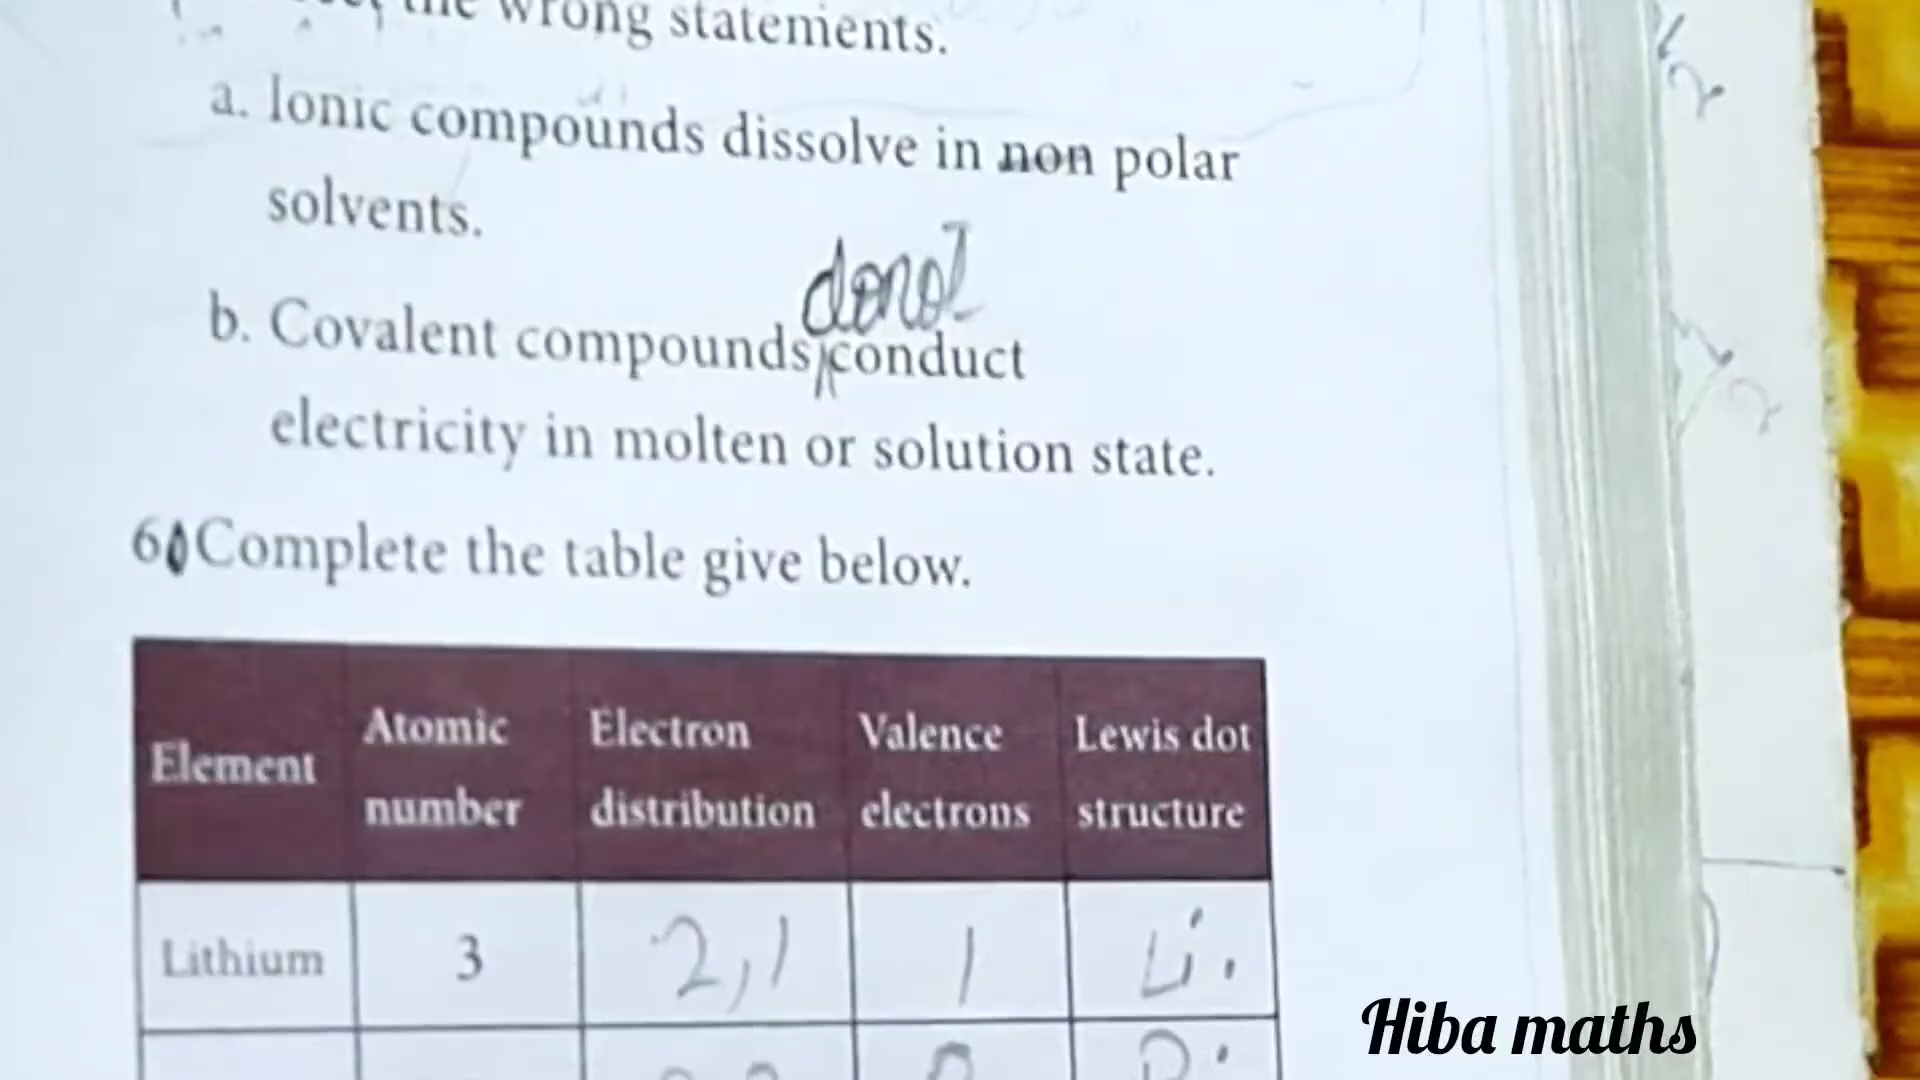 the wrong statements.
a. Ionic compounds dissolve in non polar
solvents.
donot
b. Covalent compounds conduct
electricity in molten or solution state.
6 Complete the table give below.
Element Atomic number Electron distribution Valence electrons Lewis dot structure
Lithium 3 2,1 1 Li.
Hiba maths